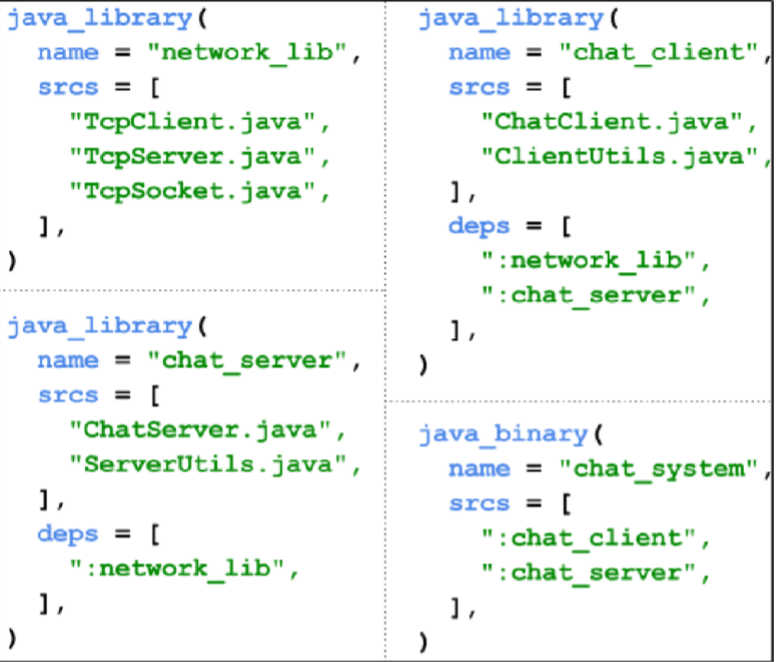 java_library(
  name = "network_lib",
  srcs = [
    "TcpClient.java",
    "TcpServer.java",
    "TcpSocket.java",
  ],
)
java_library(
  name = "chat_server",
  srcs = [
    "ChatServer.java",
    "ServerUtils.java",
  ],
  deps = [
    ":network_lib",
  ],
)
java_library(
  name = "chat_client",
  srcs = [
    "ChatClient.java",
    "ClientUtils.java",
  ],
  deps = [
    ":network_lib",
    ":chat_server",
  ],
)
java_binary(
  name = "chat_system",
  srcs = [
    ":chat_client",
    ":chat_server",
  ],
)